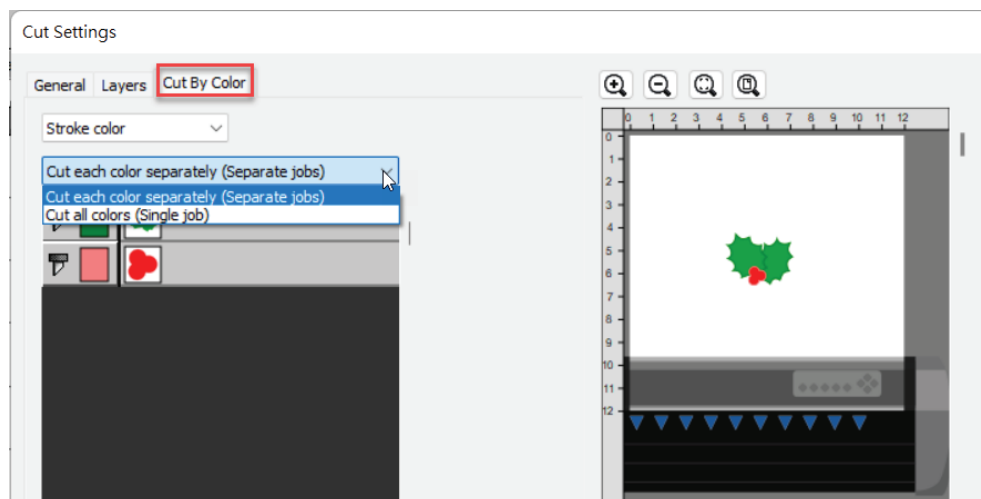 Cut Settings
General Layers Cut By Color
Stroke color
Cut each color separately (Separate jobs)
Cut each color separately (Separate jobs)
Cut all colors (Single job)
0 1 2 3 4 5 6 7 8 9 10 11 12
0
1
2
3
4
5
6
7
8
9
10
11
12